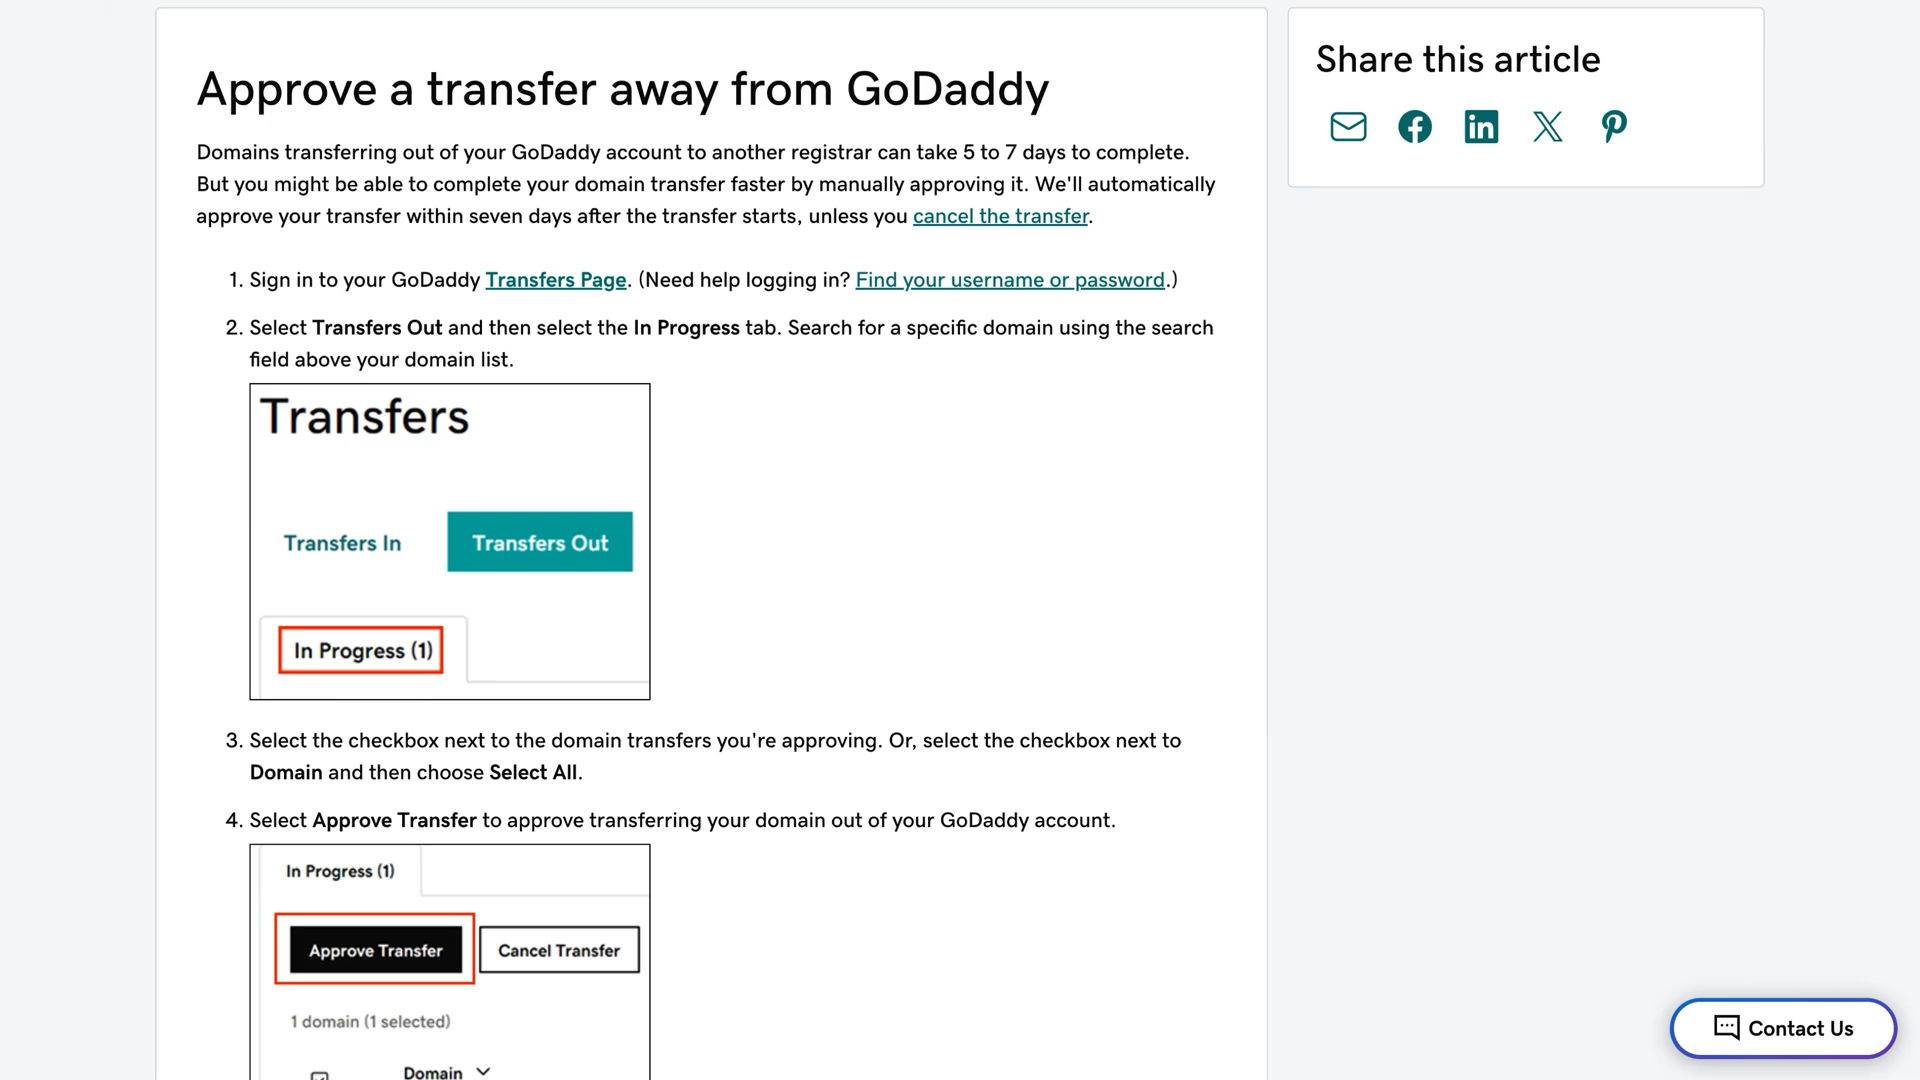 Approve a transfer away from GoDaddy
Domains transferring out of your GoDaddy account to another registrar can take 5 to 7 days to complete.
But you might be able to complete your domain transfer faster by manually approving it. We'll automatically
approve your transfer within seven days after the transfer starts, unless you cancel the transfer.
1. Sign in to your GoDaddy Transfers Page. (Need help logging in? Find your username or password.)
2. Select Transfers Out and then select the In Progress tab. Search for a specific domain using the search
field above your domain list.
Transfers
Transfers In
Transfers Out
In Progress (1)
3. Select the checkbox next to the domain transfers you're approving. Or, select the checkbox next to
Domain and then choose Select All.
4. Select Approve Transfer to approve transferring your domain out of your GoDaddy account.
In Progress (1)
Approve Transfer
Cancel Transfer
1 domain (1 selected)
Domain
Share this article
Contact Us